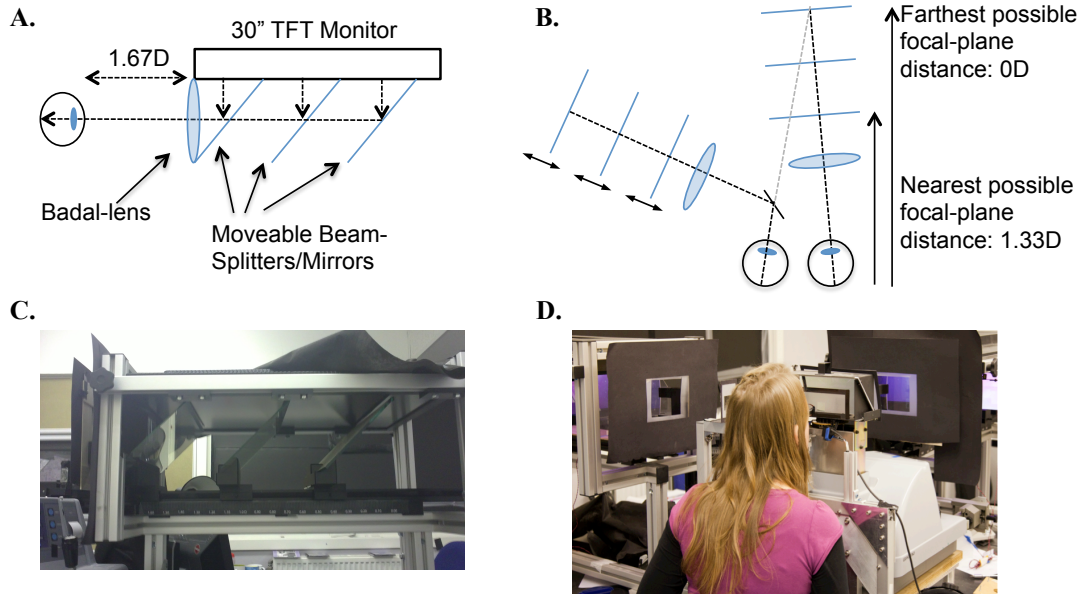 A.
30” TFT Monitor
1.67D
Badal-lens
Moveable Beam-
Splitters/Mirrors
B.
Farthest possible
focal-plane
distance: 0D
Nearest possible
focal-plane
distance: 1.33D
C.
D.